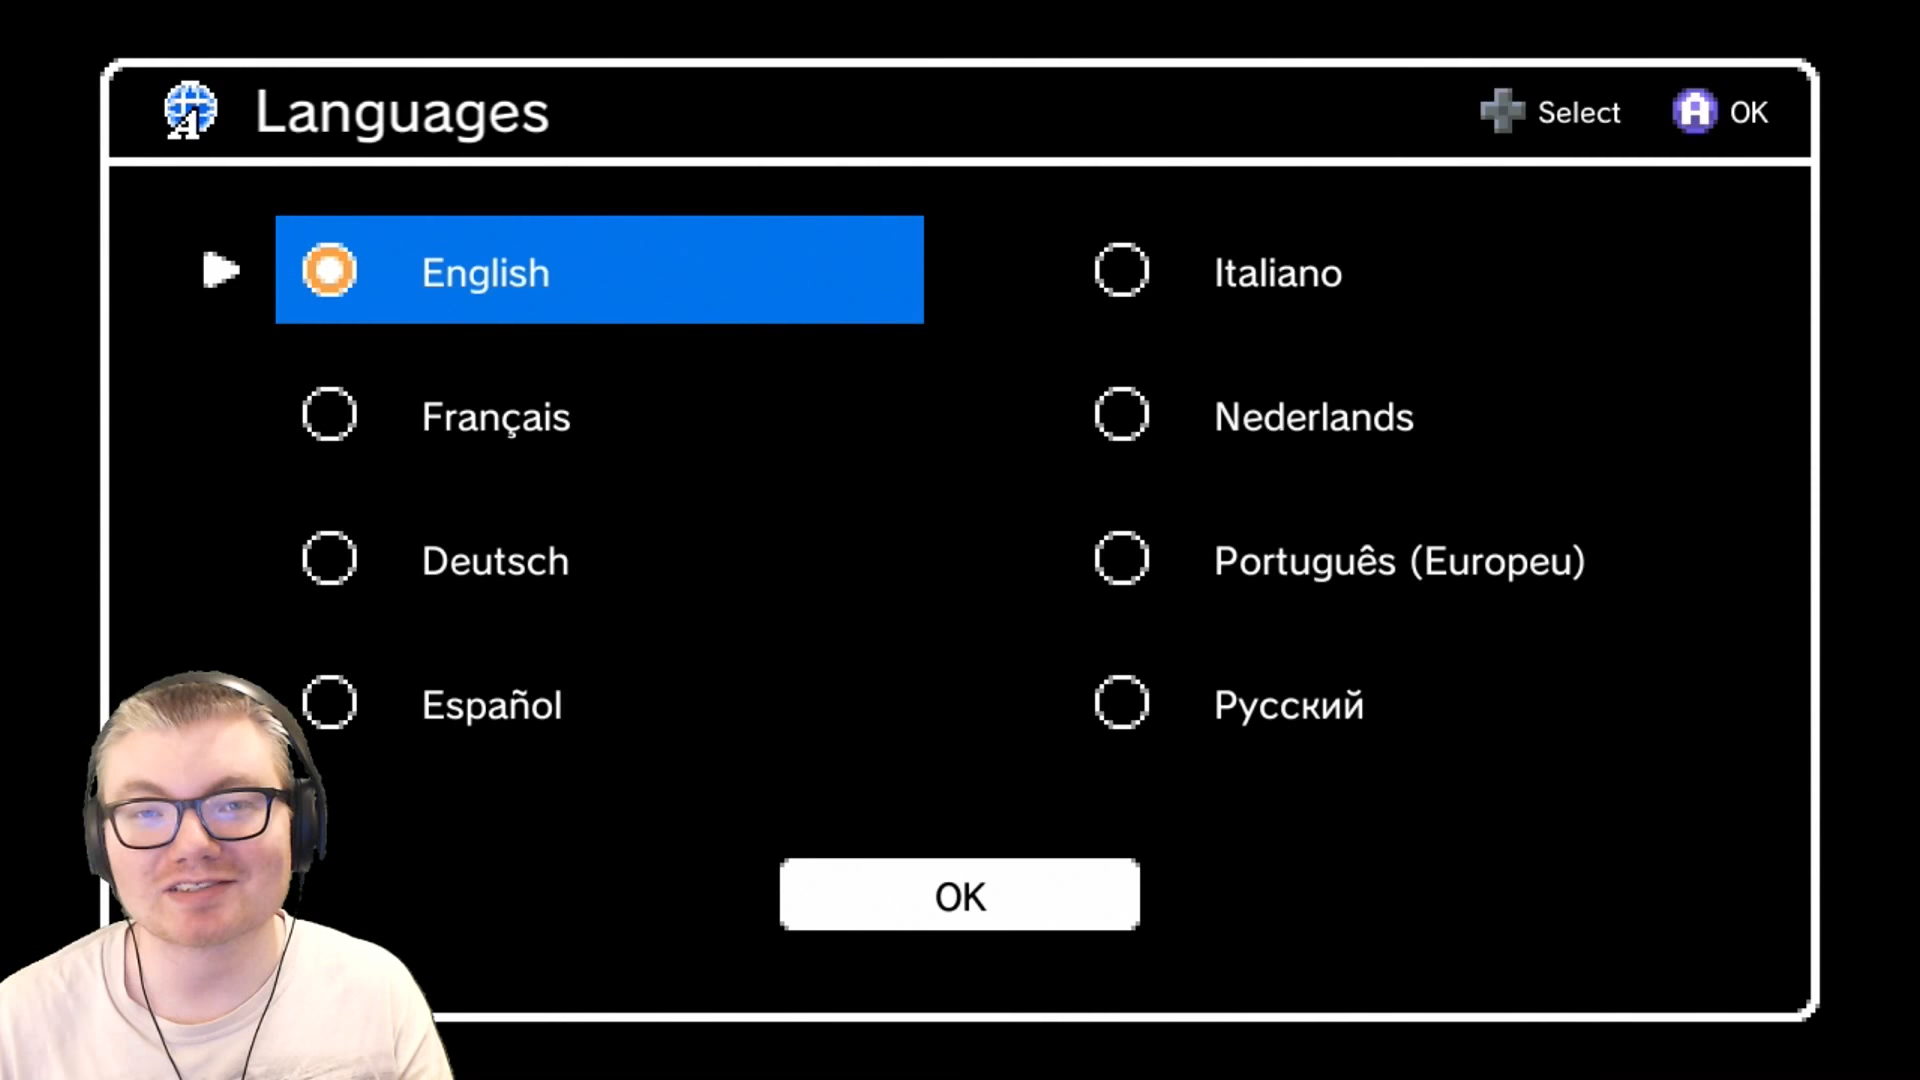 Languages
Select
A OK
English
Italiano
Français
Nederlands
Deutsch
Português (Europeu)
Español
Русский
OK